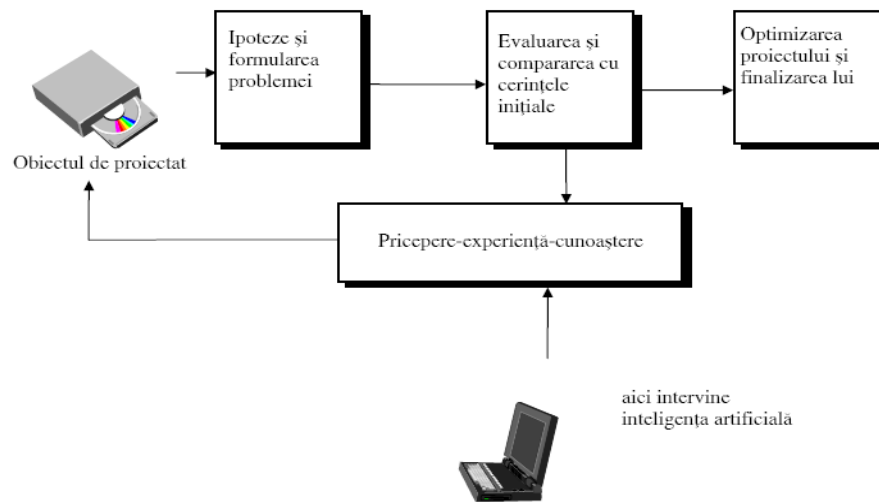 Ipoteze și
formularea
problemei
Evaluarea și
compararea cu
cerințele
inițiale
Optimizarea
proiectului și
finalizarea lui
Obiectul de proiectat
Pricepere-experiență-cunoaștere
aici intervine
inteligența artificială